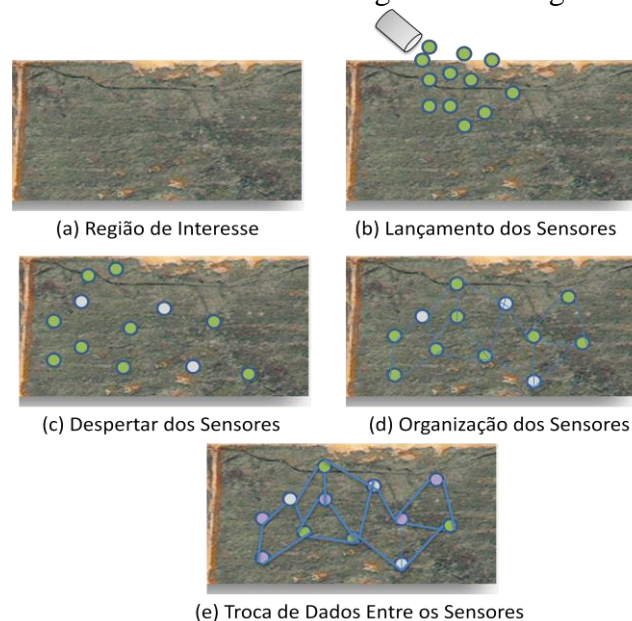 (a) Região de Interesse
(b) Lançamento dos Sensores
(c) Despertar dos Sensores
(d) Organização dos Sensores
(e) Troca de Dados Entre os Sensores